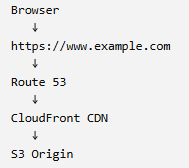 Browser
↓
https://www.example.com
↓
Route 53
↓
CloudFront CDN
↓
S3 Origin